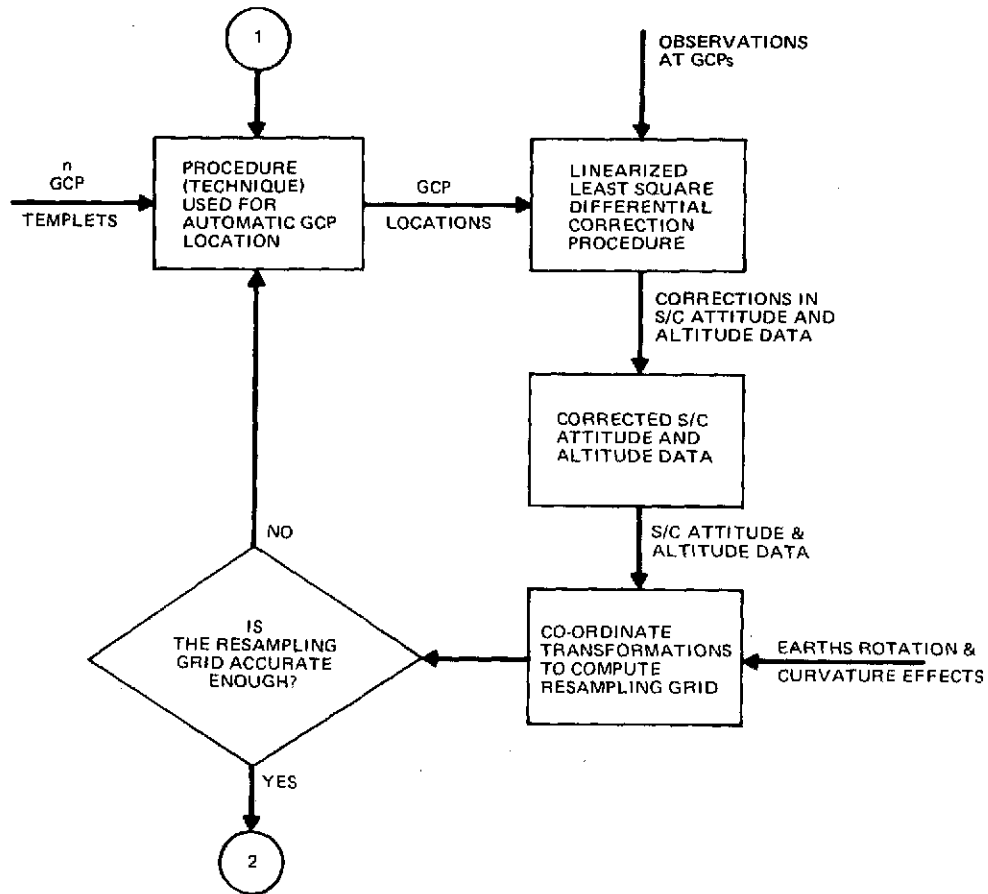 1
OBSERVATIONS
AT GCPs
n
GCP
TEMPLETS
PROCEDURE
(TECHNIQUE)
USED FOR
AUTOMATIC GCP
LOCATION
GCP
LOCATIONS
LINEARIZED
LEAST SQUARE
DIFFERENTIAL
CORRECTION
PROCEDURE
CORRECTIONS IN
S/C ATTITUDE AND
ALTITUDE DATA
CORRECTED S/C
ATTITUDE AND
ALTITUDE DATA
S/C ATTITUDE &
ALTITUDE DATA
CO-ORDINATE
TRANSFORMATIONS
TO COMPUTE
RESAMPLING GRID
EARTHS ROTATION &
CURVATURE EFFECTS
NO
IS
THE RESAMPLING
GRID ACCURATE
ENOUGH?
YES
2